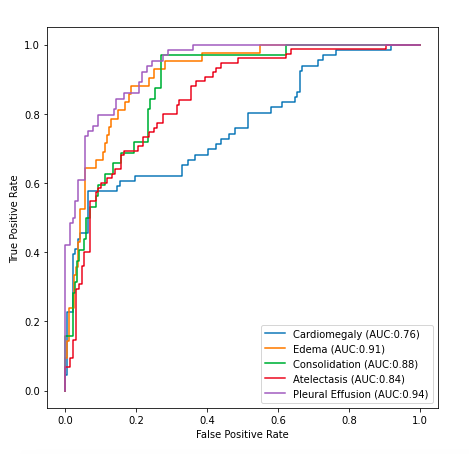 1.0
0.8
0.6
0.4
0.2
0.0
True Positive Rate
Cardiomegaly (AUC:0.76)
Edema (AUC:0.91)
Consolidation (AUC:0.88)
Atelectasis (AUC:0.84)
Pleural Effusion (AUC:0.94)
0.0 0.2 0.4 0.6 0.8 1.0
False Positive Rate